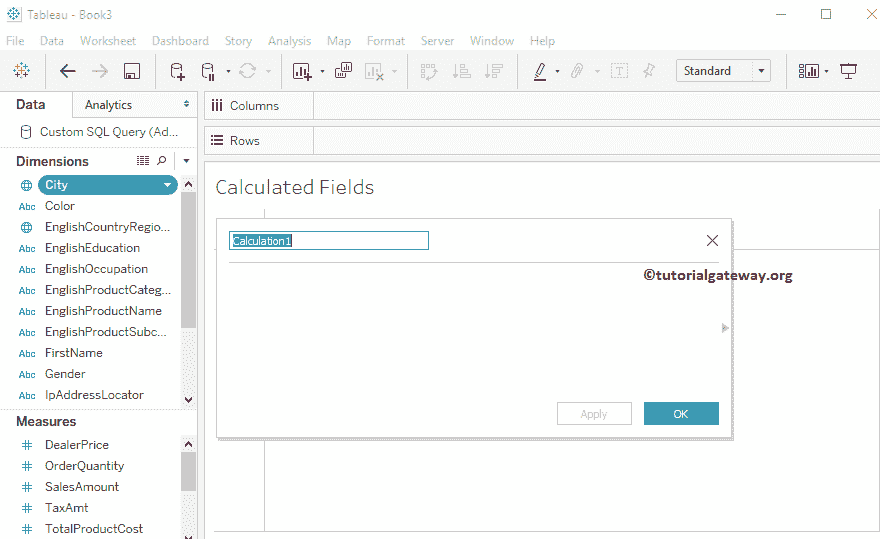 Tableau - Book3
File Data Worksheet Dashboard Story Analysis Map Format Server Window Help
Standard
Data Analytics
Columns
Custom SQL Query (Ad...
Rows
Dimensions
City
Calculated Fields
Abc Color
EnglishCountryRegio...
Abc EnglishEducation
Calculation1
Abc EnglishOccupation
©tutorialgateway.org
Abc EnglishProductCateg...
Abc EnglishProductName
Abc EnglishProductSubc...
Abc FirstName
Abc Gender
Abc IpAddressLocator
Apply OK
Measures
# DealerPrice
# OrderQuantity
# SalesAmount
# TaxAmt
# TotalProductCost